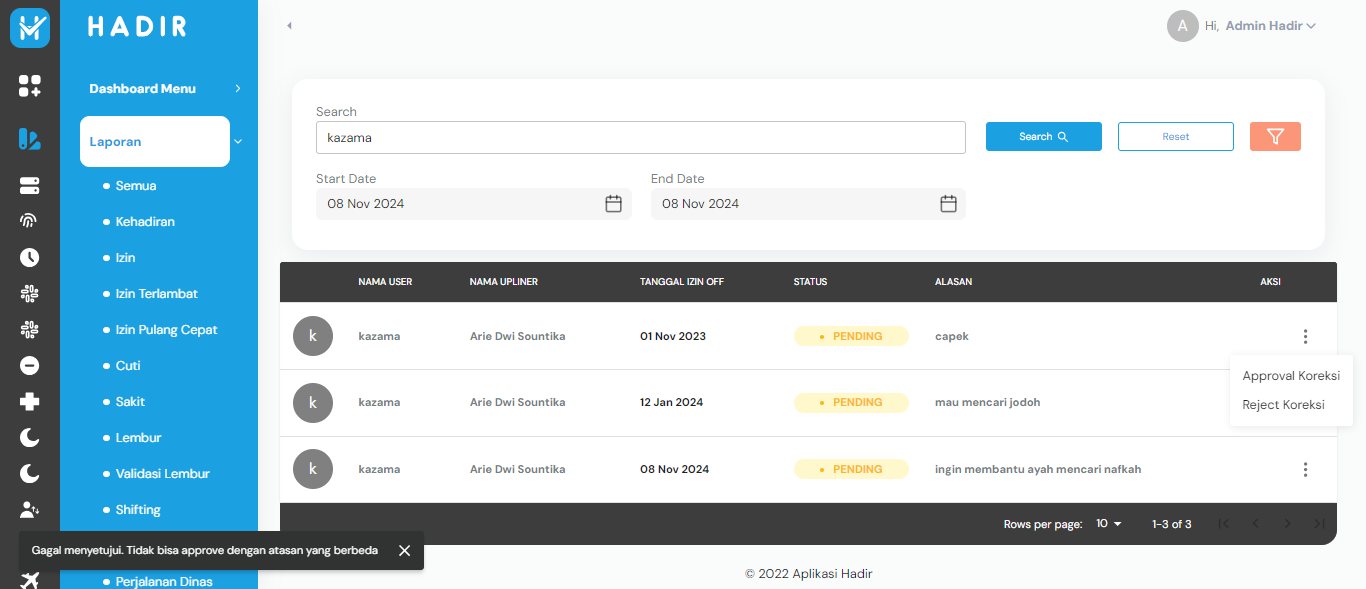 HADIR
Hi, Admin Hadir
A
Dashboard Menu
Laporan
Semua
Kehadiran
Izin
Izin Terlambat
Izin Pulang Cepat
Cuti
Sakit
Lembur
Validasi Lembur
Shifting
Perjalanan Dinas
Search
kazama
Search
Reset
Start Date
End Date
08 Nov 2024
08 Nov 2024
NAMA USER NAMA UPLINER TANGGAL IZIN OFF STATUS ALASAN AKSI
k kazama Arie Dwi Sountika 01 Nov 2023 • PENDING capek
Approval Koreksi
Reject Koreksi
k kazama Arie Dwi Sountika 12 Jan 2024 • PENDING mau mencari jodoh
k kazama Arie Dwi Sountika 08 Nov 2024 • PENDING ingin membantu ayah mencari nafkah
Rows per page: 10 1-3 of 3
Gagal menyetujui. Tidak bisa approve dengan atasan yang berbeda
© 2022 Aplikasi Hadir